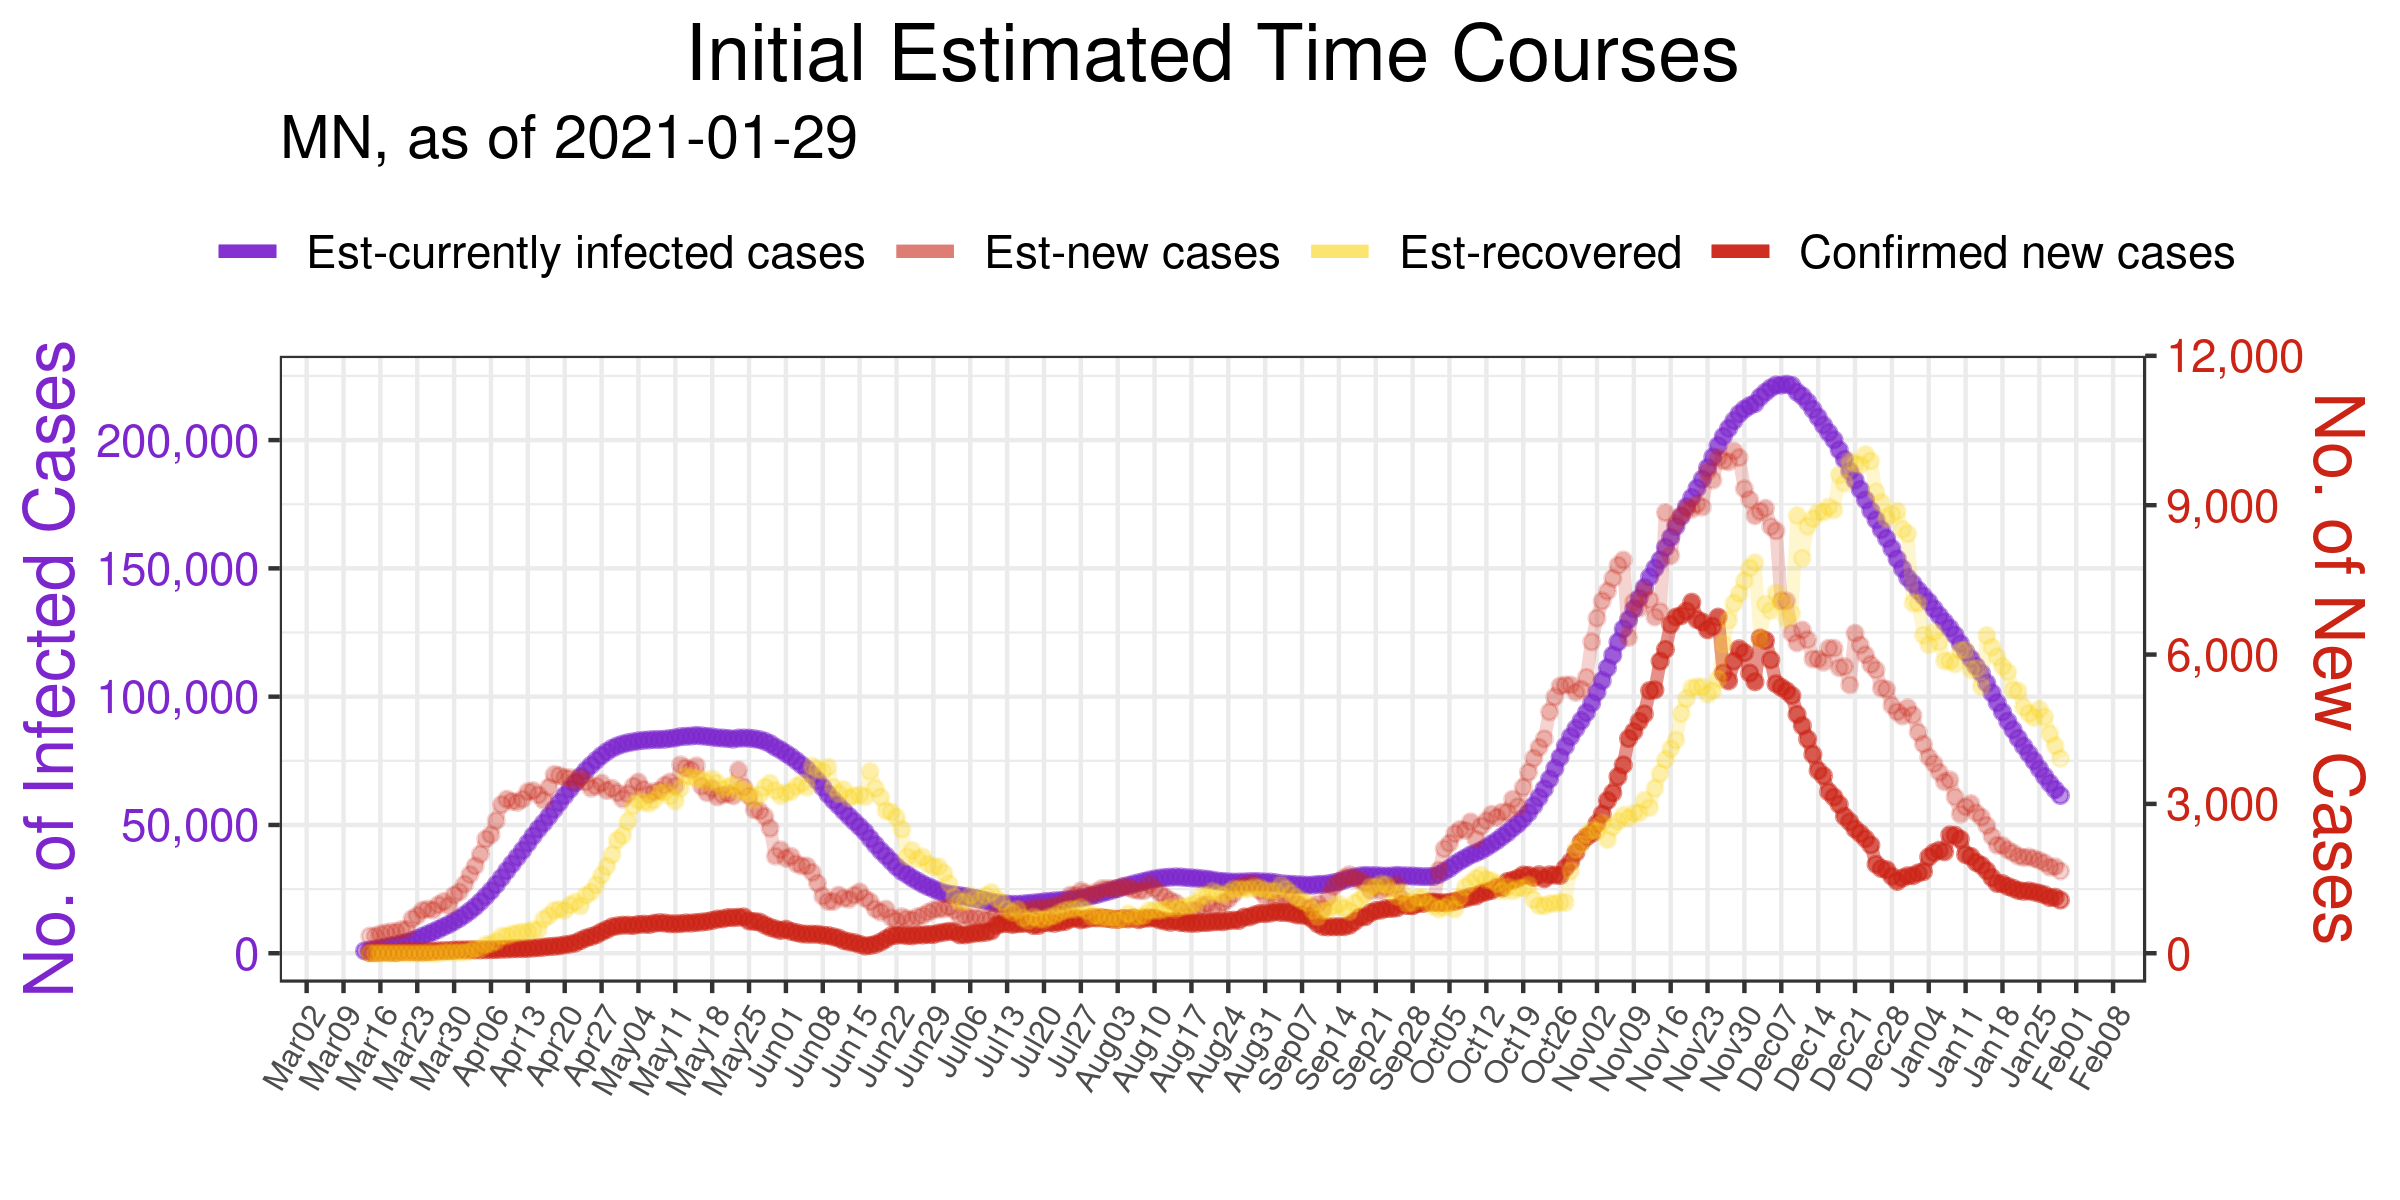 Initial Estimated Time Courses
MN, as of 2021-01-29
Est-currently infected cases Est-new cases Est-recovered Confirmed new cases
No. of Infected Cases
200,000
150,000
100,000
50,000
0
12,000
9,000
6,000
3,000
0
No. of New Cases
Mar02 Mar09 Mar16 Mar23 Mar30 Apr06 Apr13 Apr20 Apr27 May04 May11 May18 May25 Jun01 Jun08 Jun15 Jun22 Jun29 Jul06 Jul13 Jul20 Jul27 Aug03 Aug10 Aug17 Aug24 Aug31 Sep07 Sep14 Sep21 Sep28 Oct05 Oct12 Oct19 Oct26 Nov02 Nov09 Nov16 Nov23 Nov30 Dec07 Dec14 Dec21 Dec28 Jan04 Jan11 Jan18 Jan25 Feb01 Feb08